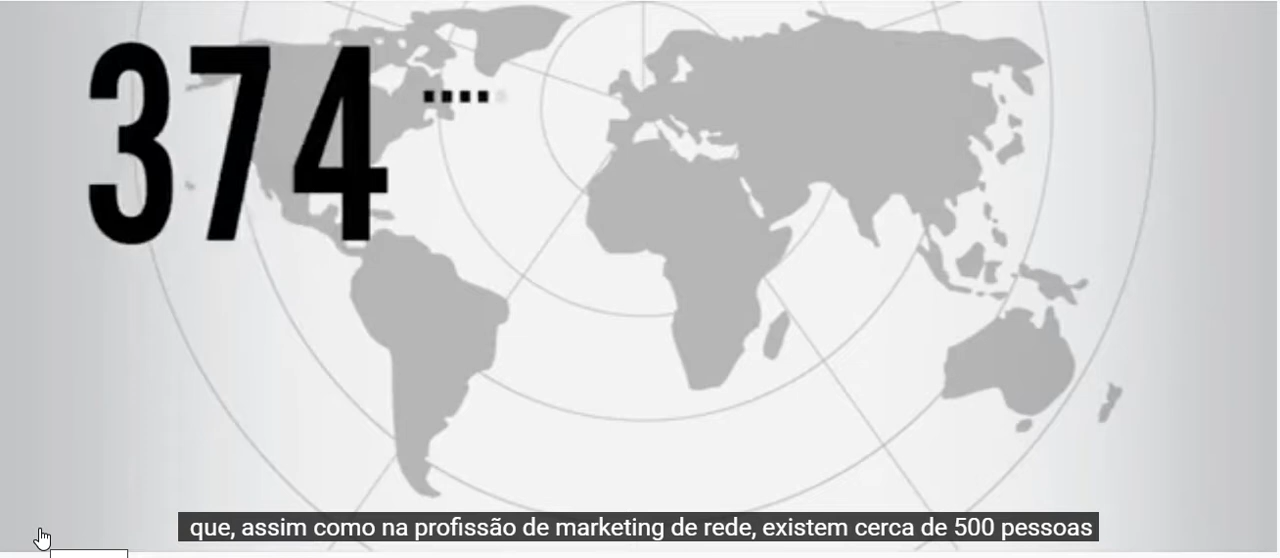 374
que, assim como na profissão de marketing de rede, existem cerca de 500 pessoas